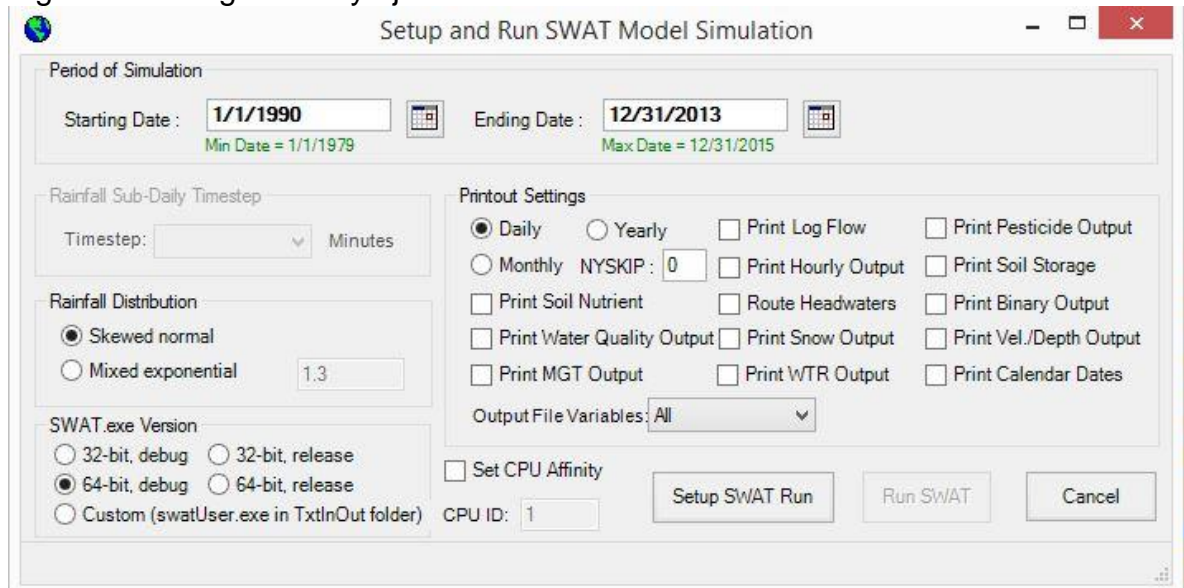 Setup and Run SWAT Model Simulation
Period of Simulation
Starting Date : 1/1/1990 Ending Date : 12/31/2013
Min Date = 1/1/1979 Max Date = 12/31/2015
Rainfall Sub-Daily Timestep
Timestep: Minutes
Rainfall Distribution
Skewed normal
Mixed exponential 1.3
SWAT.exe Version
32-bit, debug 32-bit, release
64-bit, debug 64-bit, release
Custom (swatUser.exe in TxtInOut folder)
Printout Settings
Daily Yearly Print Log Flow Print Pesticide Output
Monthly NYSKIP : 0 Print Hourly Output Print Soil Storage
Print Soil Nutrient Route Headwaters Print Binary Output
Print Water Quality Output Print Snow Output Print Vel./Depth Output
Print MGT Output Print WTR Output Print Calendar Dates
Output File Variables: All
Set CPU Affinity
CPU ID: 1
Setup SWAT Run Run SWAT Cancel